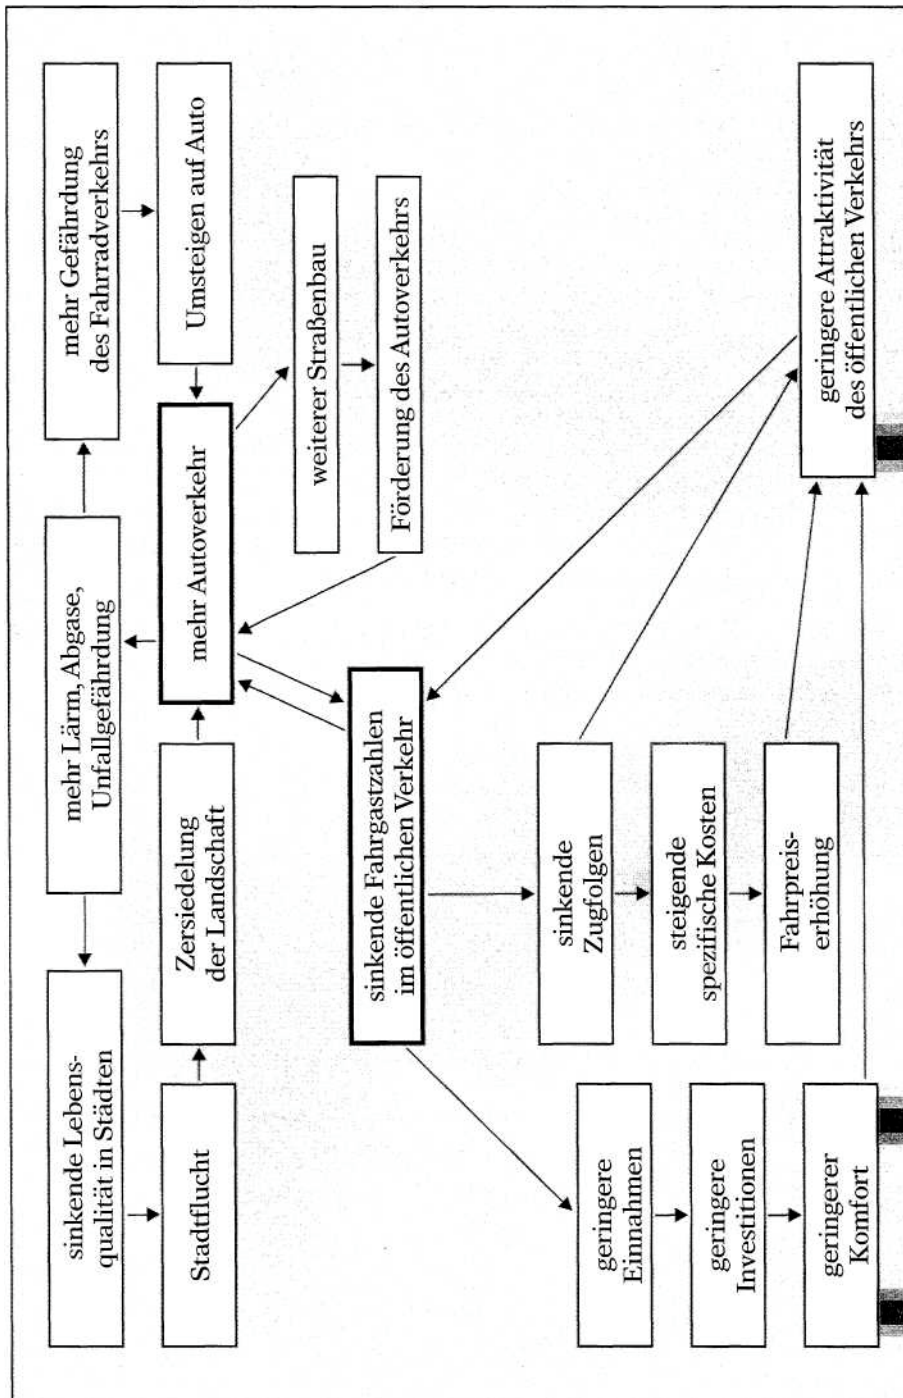 sinkende Lebens-
qualität in Städten
mehr Lärm, Abgase,
Unfallgefährdung
mehr Gefährdung
des Fahrradverkehrs
Stadtflucht
Zersiedelung
der Landschaft
mehr Autoverkehr
Umsteigen auf Auto
weiterer Straßenbau
Förderung des Autoverkehrs
sinkende Fahrgastzahlen
im öffentlichen Verkehr
geringere
Einnahmen
geringere
Investitionen
geringerer
Komfort
sinkende
Zugfolgen
steigende
spezifische Kosten
Fahrpreis-
erhöhung
geringere Attraktivität
des öffentlichen Verkehrs